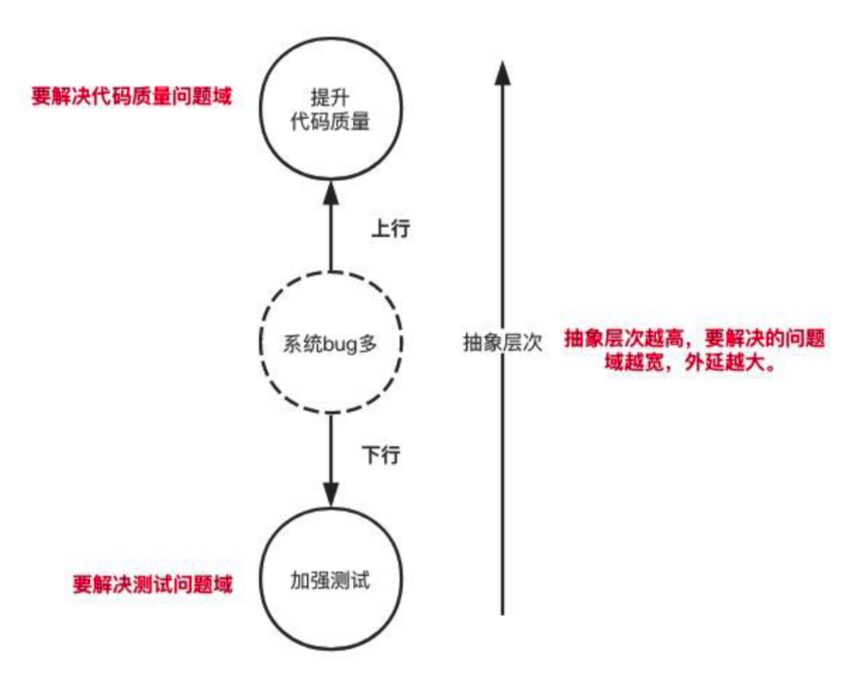 要解决代码质量问题域
提升
代码质量
上行
系统bug多
抽象层次
抽象层次越高，要解决的问题
域越宽，外延越大。
下行
要解决测试问题域
加强测试